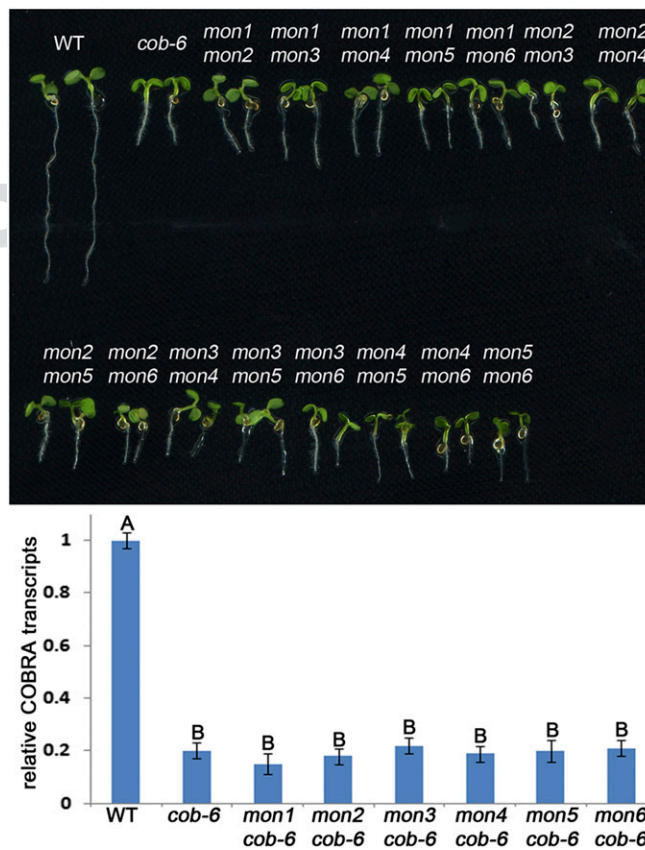 WT cob-6 mon1 mon1 mon1 mon1 mon1 mon2 mon2
mon2 mon3 mon4 mon5 mon6 mon3 mon4
mon2 mon2 mon3 mon3 mon3 mon4 mon4 mon5
mon5 mon6 mon4 mon5 mon6 mon5 mon6 mon6
relative COBRA transcripts
1
0.8
0.6
0.4
0.2
0
A
B
B
B
B
B
B
B
WT cob-6 mon1 mon2 mon3 mon4 mon5 mon6
cob-6 cob-6 cob-6 cob-6 cob-6 cob-6